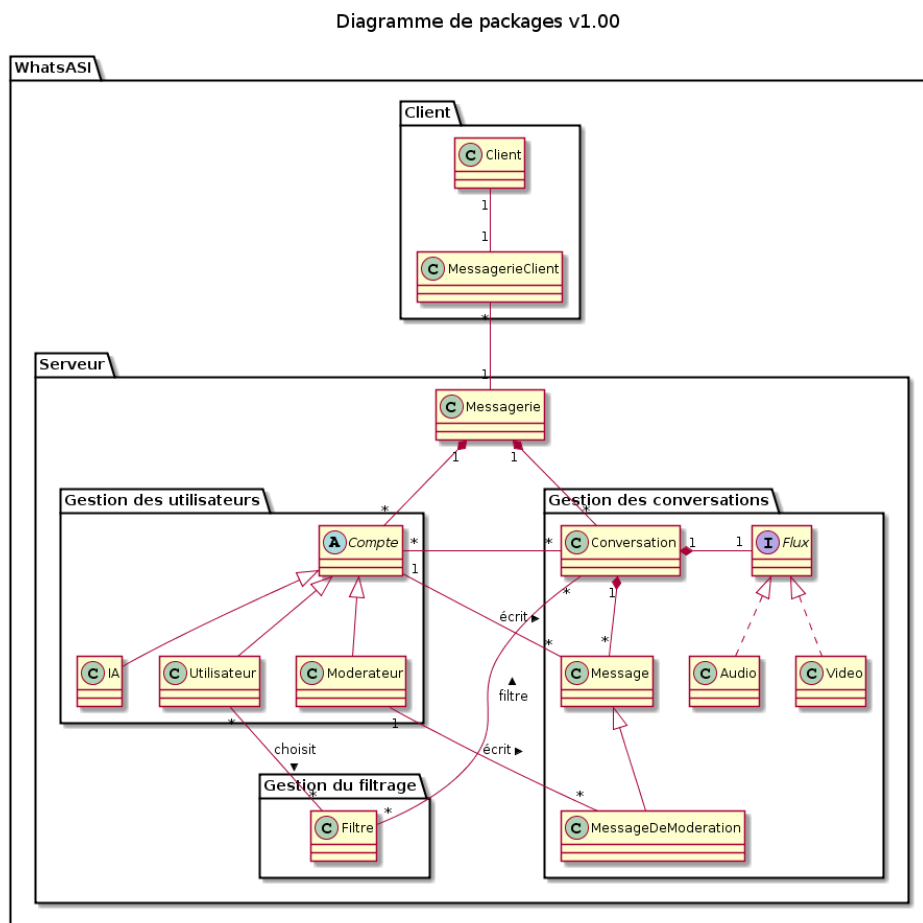 Diagramme de packages v1.00
WhatsASI
Client
C Client
1
1
C MessagerieClient
*
1
Serveur
C Messagerie
1
1
*
*
Gestion des utilisateurs
Gestion des conversations
A Compte
*
*
C Conversation
1
1
I Flux
1
*
1
écrit ►
*
*
C IA
C Utilisateur
C Moderateur
C Message
C Audio
C Video
▲
filtre
*
1
choisit
▼
écrit ►
Gestion du filtrage
*
*
*
C Filtre
C MessageDeModeration